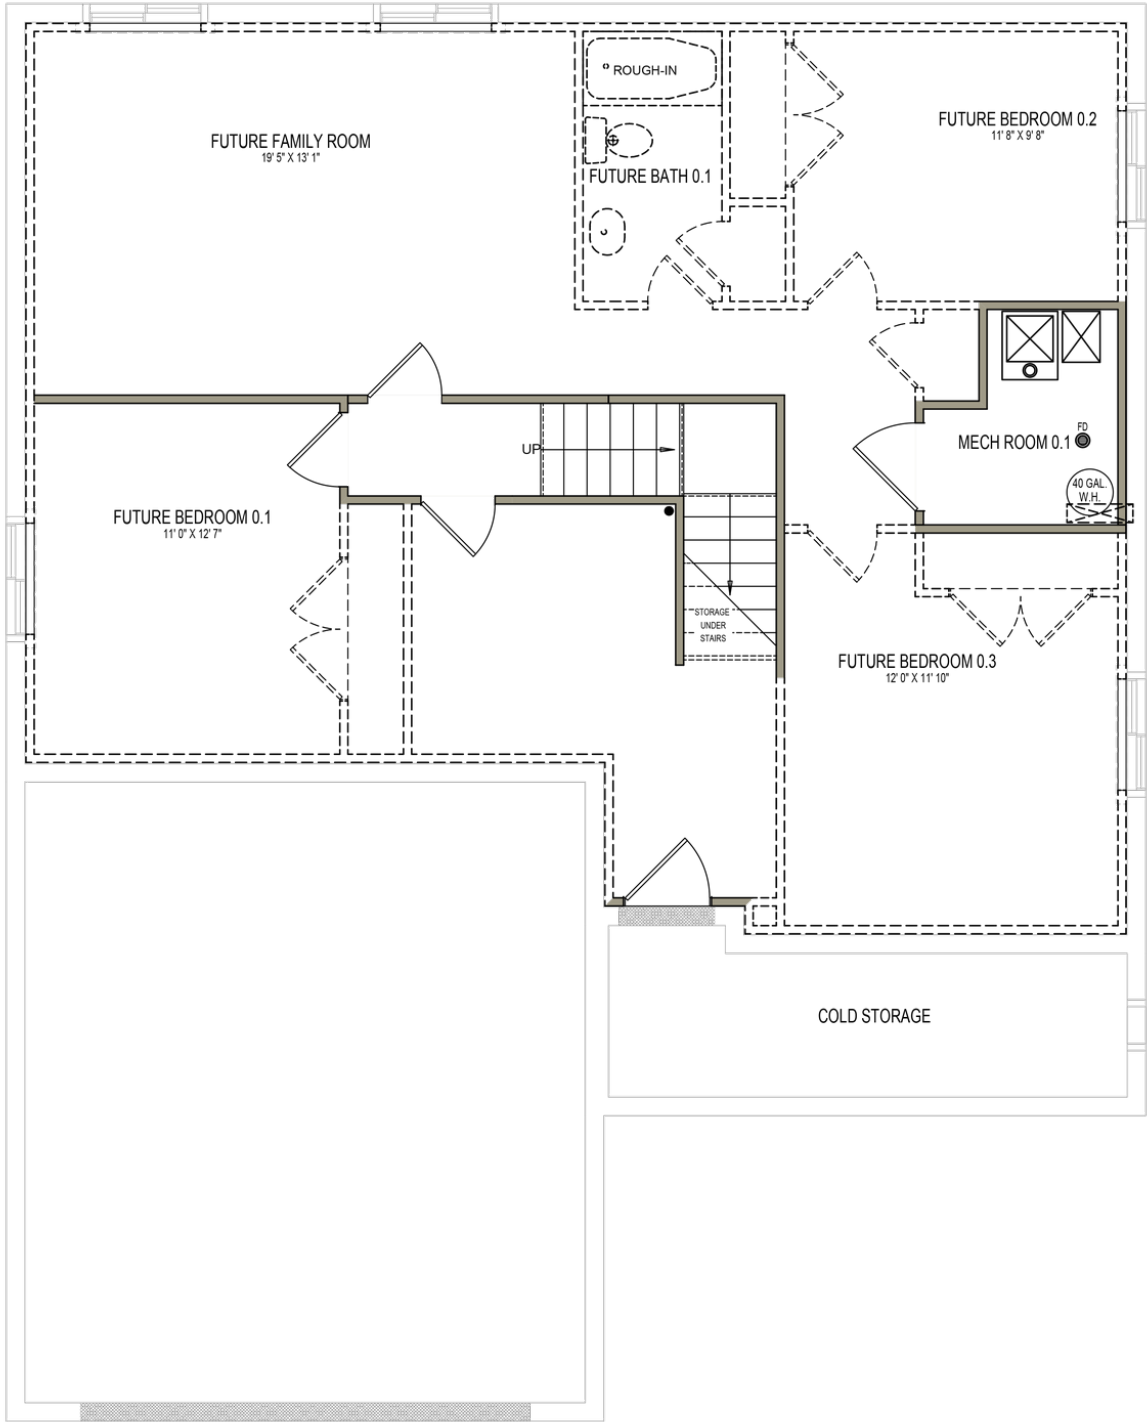 ROUGH-IN
FUTURE FAMILY ROOM
19' 5" X 13' 1"
FUTURE BATH 0.1
FUTURE BEDROOM 0.2
11' 8" X 9' 8"
UP
MECH ROOM 0.1
FD
40 GAL.
W.H.
FUTURE BEDROOM 0.1
11' 0" X 12' 7"
STORAGE
UNDER
STAIRS
FUTURE BEDROOM 0.3
12' 0" X 11' 10"
COLD STORAGE